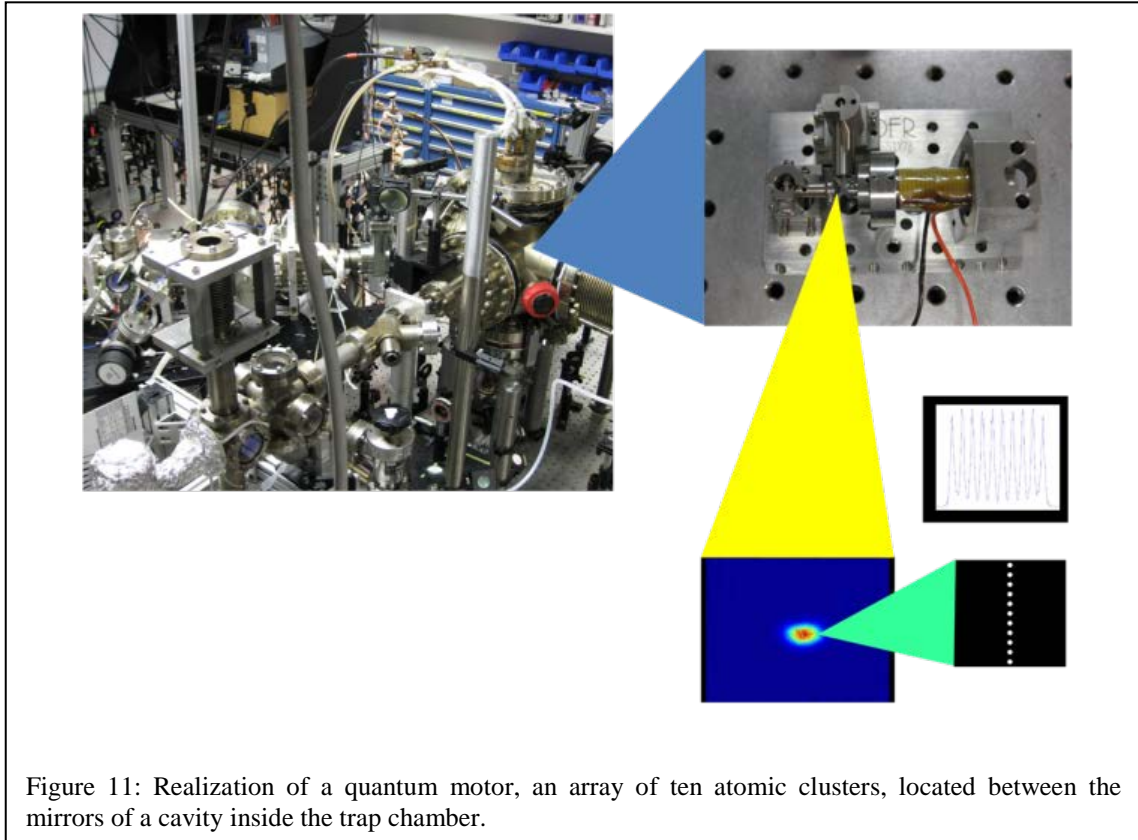 DFR
Figure 11: Realization of a quantum motor, an array of ten atomic clusters, located between the
mirrors of a cavity inside the trap chamber.